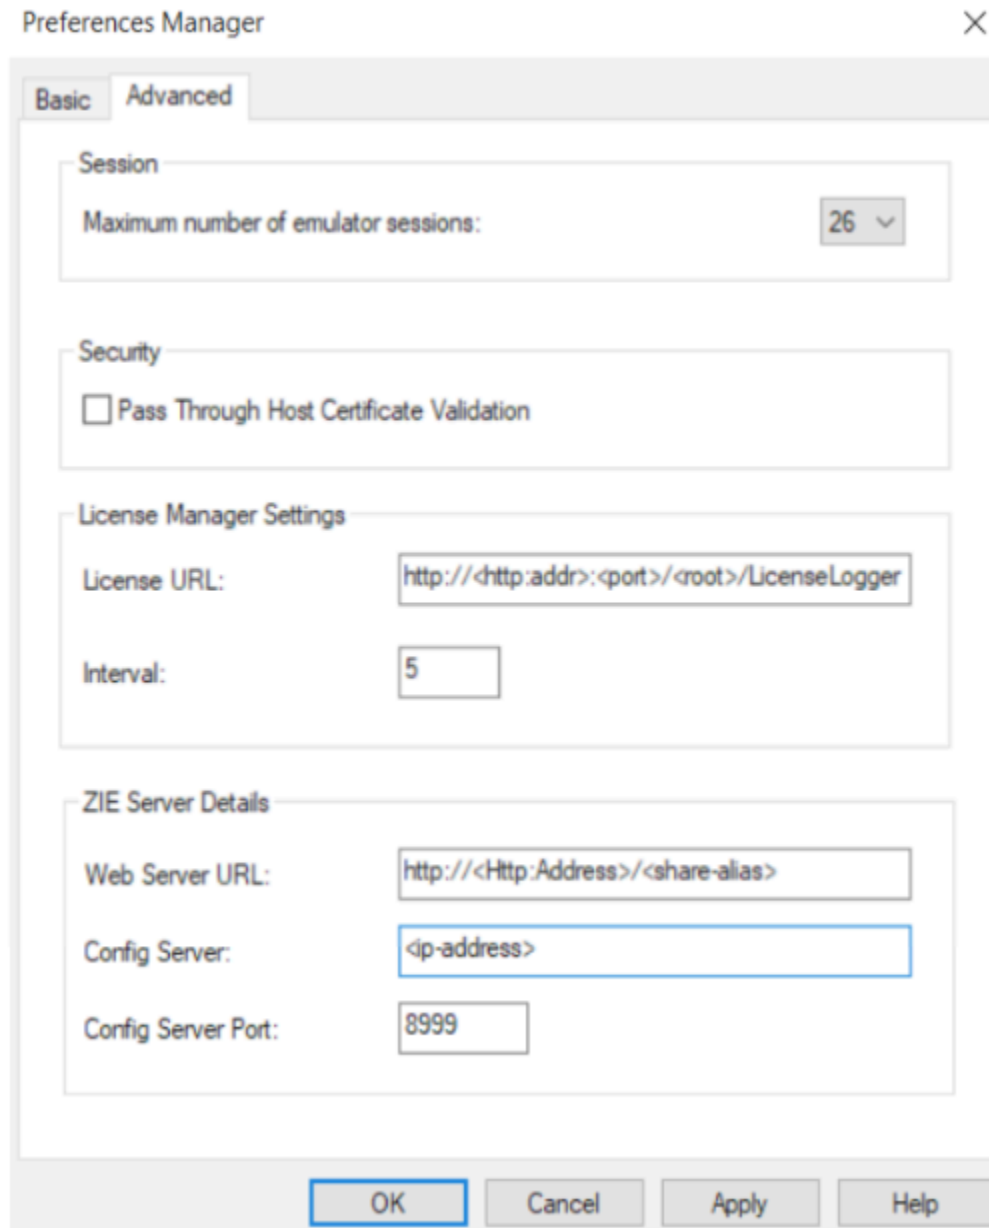 Preferences Manager
Basic Advanced
Session
Maximum number of emulator sessions: 26
Security
Pass Through Host Certificate Validation
License Manager Settings
License URL: http://<http:addr>:<port>/<root>/LicenseLogger
Interval: 5
ZIE Server Details
Web Server URL: http://<Http:Address>/<share-alias>
Config Server: <ip-address>
Config Server Port: 8999
OK Cancel Apply Help